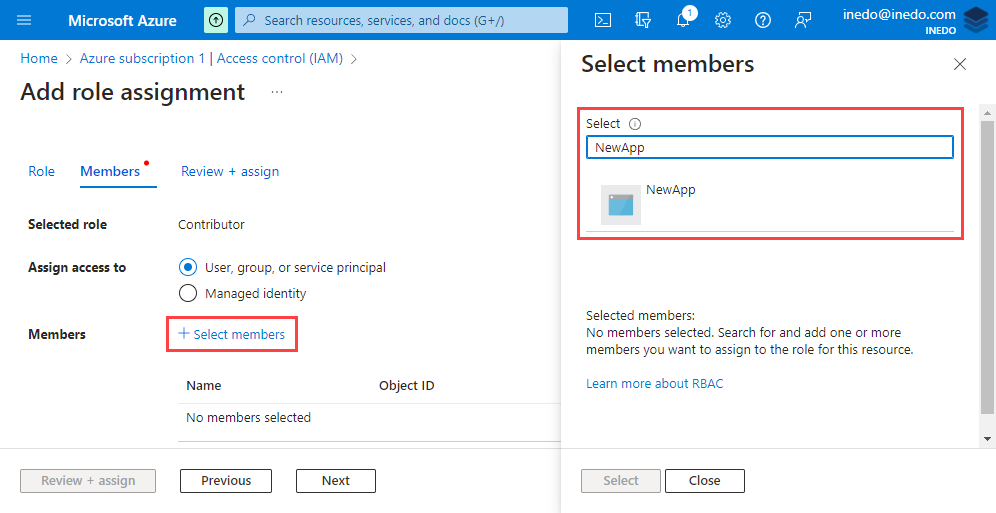 Microsoft Azure
Search resources, services, and docs (G+/)
1
inedo@inedo.com
INEDO
Home > Azure subscription 1 | Access control (IAM) >
Add role assignment
...
Role
Members
Review + assign
Selected role
Contributor
Assign access to
User, group, or service principal
Managed identity
Members
+ Select members
Name
Object ID
No members selected
Review + assign
Previous
Next
Select members
Select
NewApp
NewApp
Selected members:
No members selected. Search for and add one or more
members you want to assign to the role for this resource.
Learn more about RBAC
Select
Close